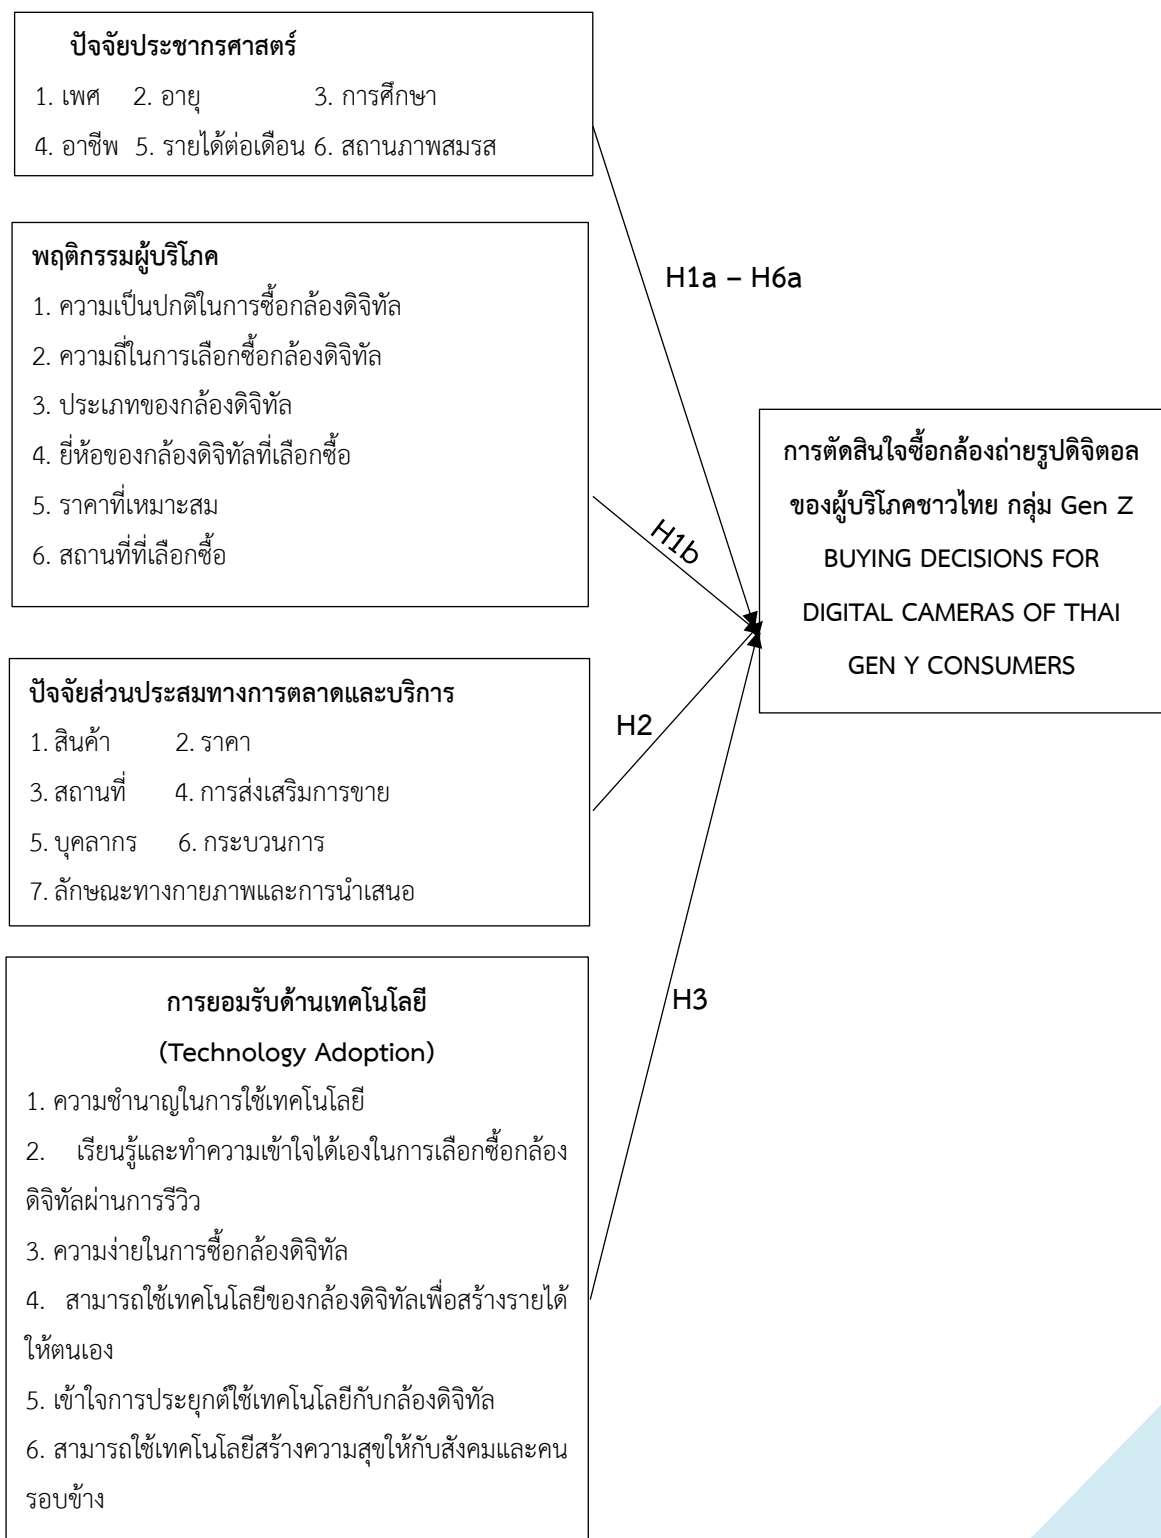 ปัจจัยประชากรศาสตร์
1. เพศ 2. อายุ 3. การศึกษา
4. อาชีพ 5. รายได้ต่อเดือน 6. สถานภาพสมรส
พฤติกรรมผู้บริโภค
1. ความเป็นปกติในการซื้อกล้องดิจิทัล
2. ความถี่ในการเลือกซื้อกล้องดิจิทัล
3. ประเภทของกล้องดิจิทัล
4. ยี่ห้อของกล้องดิจิทัลที่เลือกซื้อ
5. ราคาที่เหมาะสม
6. สถานที่ที่เลือกซื้อ
ปัจจัยส่วนประสมทางการตลาดและบริการ
1. สินค้า 2. ราคา
3. สถานที่ 4. การส่งเสริมการขาย
5. บุคลากร 6. กระบวนการ
7. ลักษณะทางกายภาพและการนำเสนอ
การยอมรับด้านเทคโนโลยี
(Technology Adoption)
1. ความชำนาญในการใช้เทคโนโลยี
2. เรียนรู้และทำความเข้าใจได้เองในการเลือกซื้อกล้อง
ดิจิทัลผ่านการรีวิว
3. ความง่ายในการซื้อกล้องดิจิทัล
4. สามารถใช้เทคโนโลยีของกล้องดิจิทัลเพื่อสร้างรายได้
ให้ตนเอง
5. เข้าใจการประยุกต์ใช้เทคโนโลยีกับกล้องดิจิทัล
6. สามารถใช้เทคโนโลยีสร้างความสุขให้กับสังคมและคน
รอบข้าง
H1a – H6a
H1b
H2
H3
การตัดสินใจซื้อกล้องถ่ายรูปดิจิตอล
ของผู้บริโภคชาวไทย กลุ่ม Gen Z
BUYING DECISIONS FOR
DIGITAL CAMERAS OF THAI
GEN Y CONSUMERS